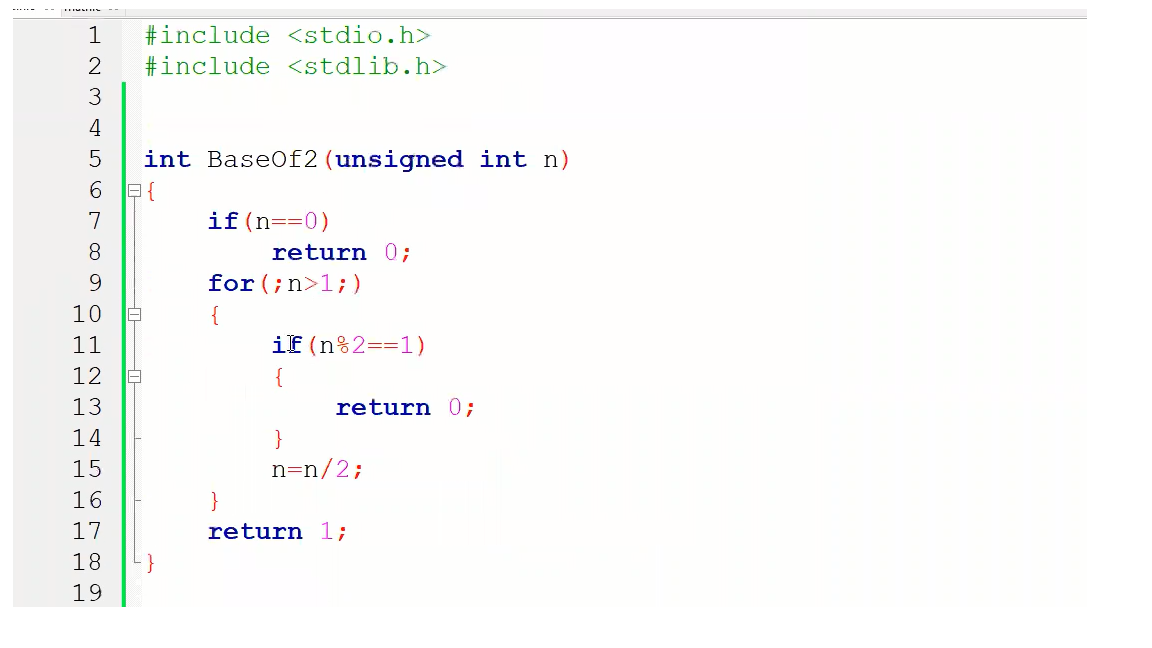 1 #include <stdio.h>
2 #include <stdlib.h>
3
4
5 int BaseOf2(unsigned int n)
6 {
7 if(n==0)
8 return 0;
9 for(;n>1;)
10 {
11 if(n%2==1)
12 {
13 return 0;
14 }
15 n=n/2;
16 }
17 return 1;
18 }
19